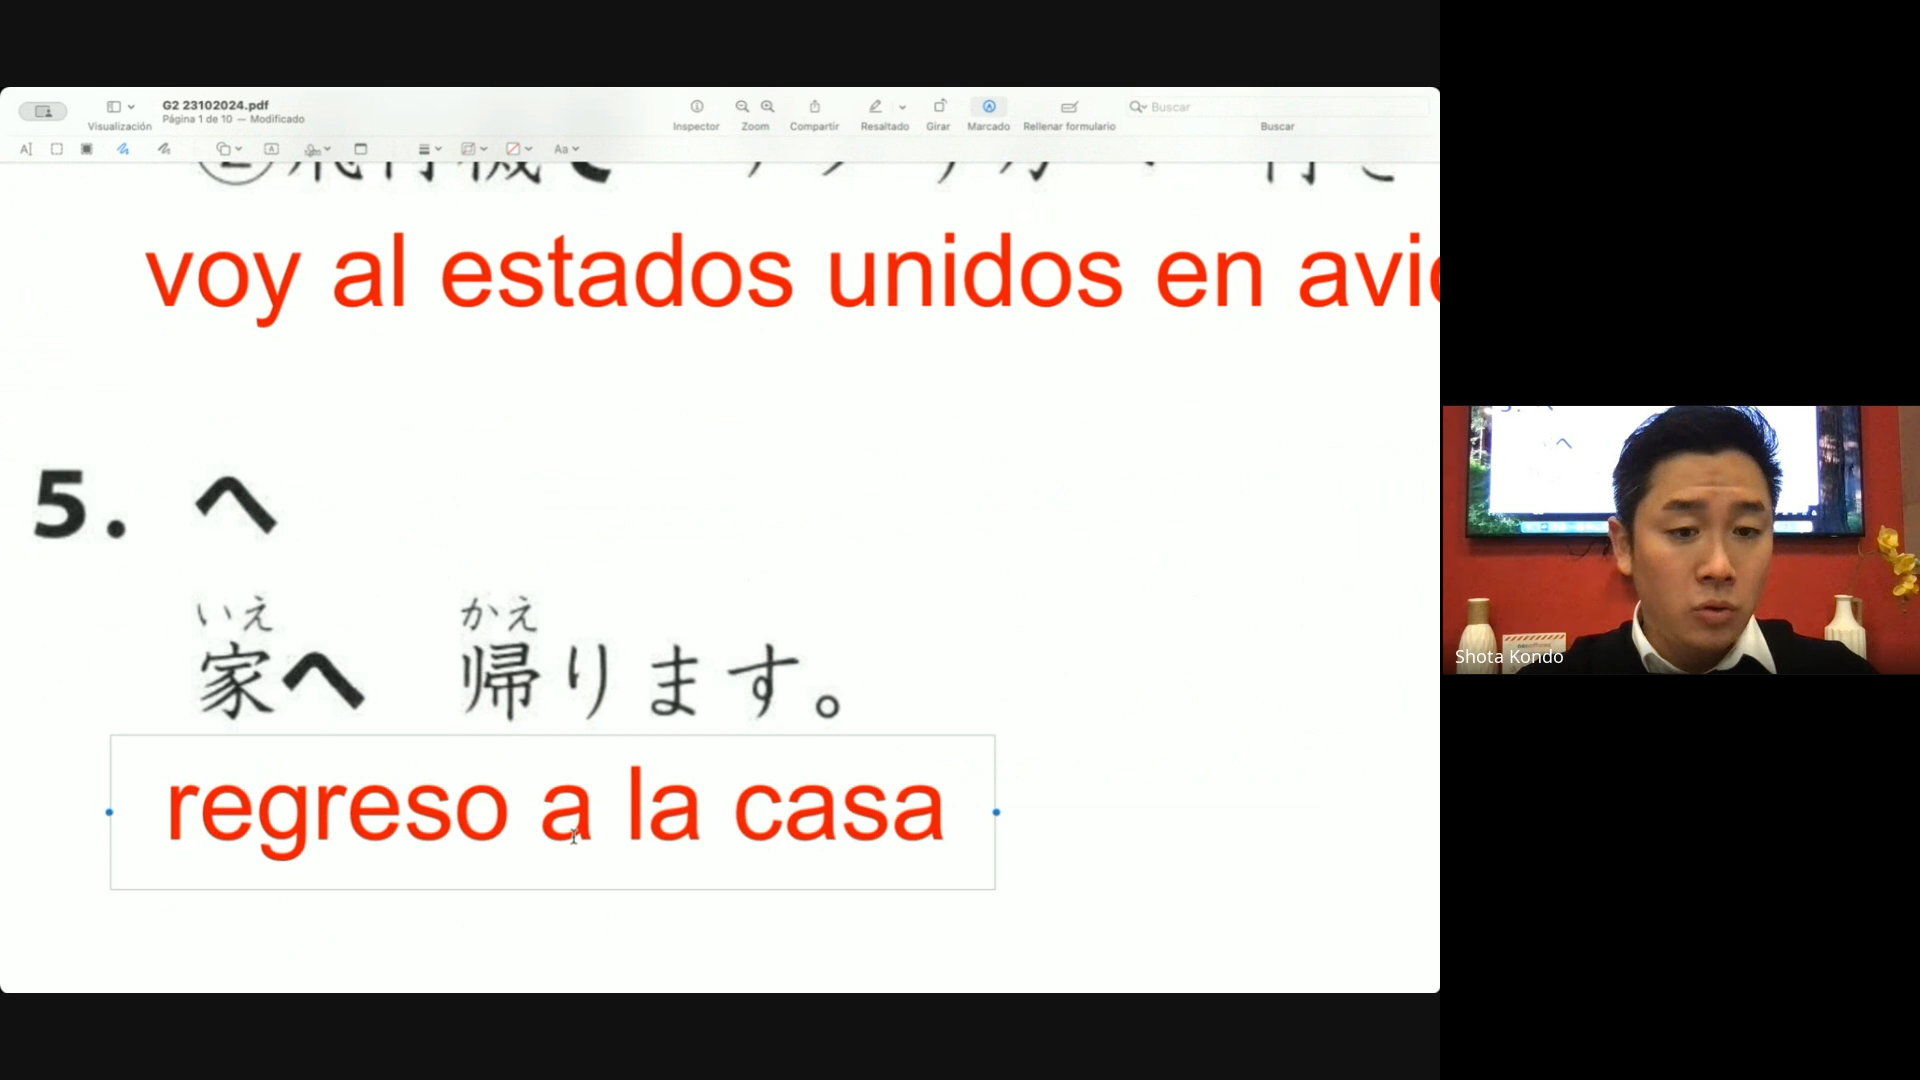 G2 23102024.pdf
Página 1 de 10 — Modificado
Visualización
Inspector
Zoom
Compartir
Resaltado
Girar
Marcado
Rellenar formulario
Buscar
Buscar
Aa
voy al estados unidos en avi
5. へ
いえ かえ
家へ 帰ります。
regreso a la casa
Shota Kondo